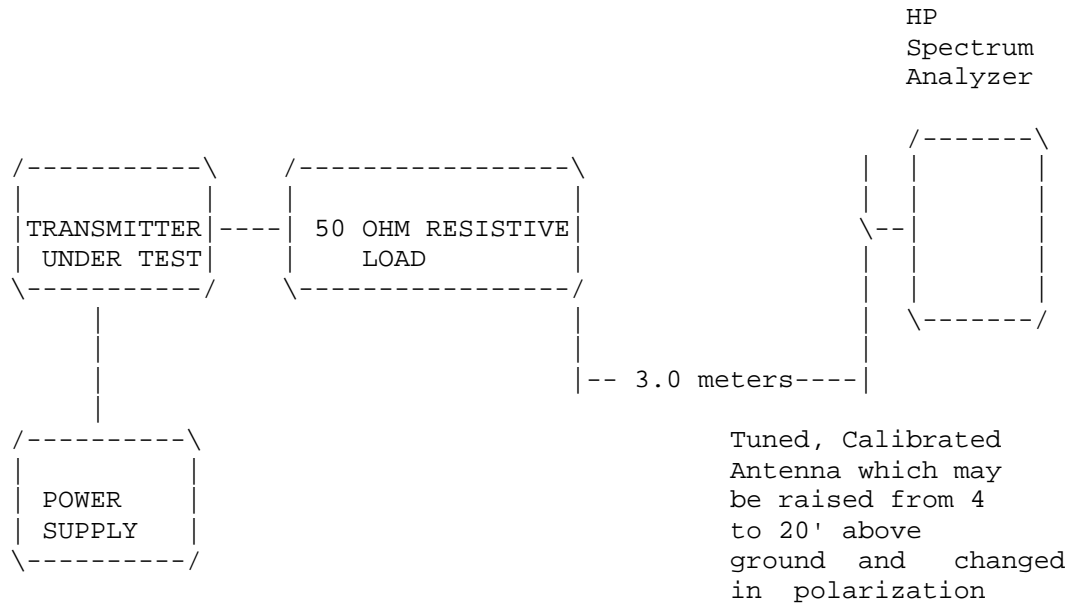 HP
Spectrum
Analyzer
TRANSMITTER
UNDER TEST
50 OHM RESISTIVE
LOAD
-- 3.0 meters----
POWER
SUPPLY
Tuned, Calibrated
Antenna which may
be raised from 4
to 20' above
ground and changed
in polarization